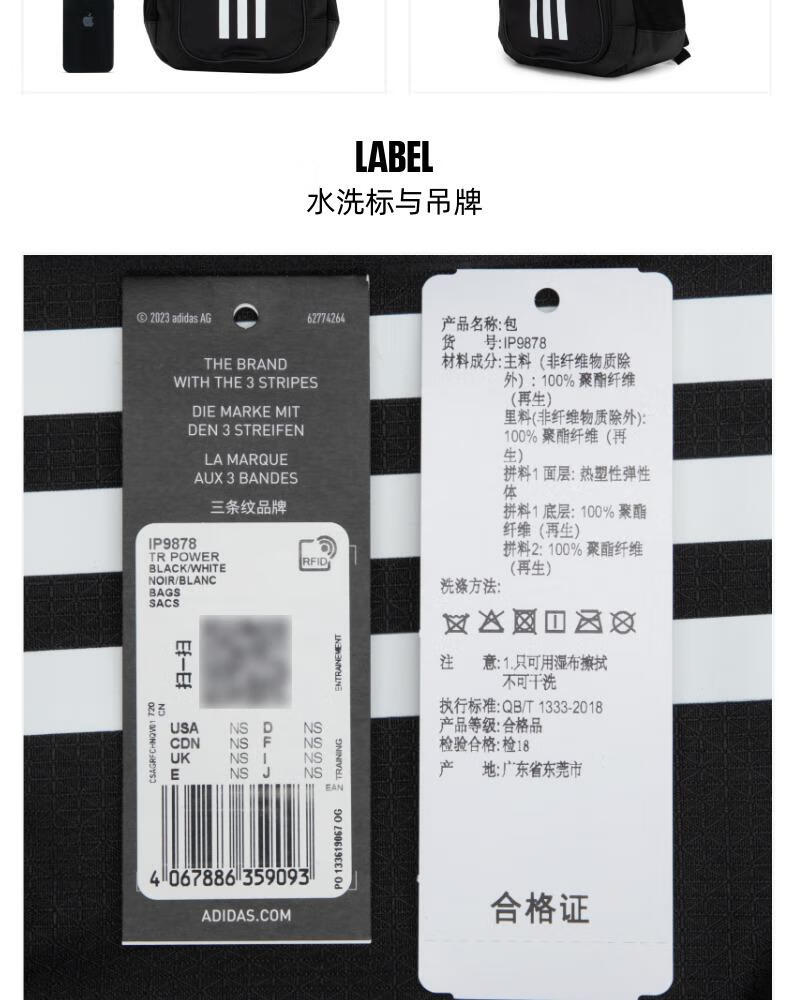 LABEL
水洗标与吊牌
© 2023 adidas AG
62774264
THE BRAND
WITH THE 3 STRIPES
DIE MARKE MIT
DEN 3 STREIFEN
LA MARQUE
AUX 3 BANDES
三条纹品牌
IP9878
TR POWER
BLACK/WHITE
NOIR/BLANC
BAGS
SACS
RFID
扫一扫
ENTRAINEMENT
720
CN
USA NS D NS
CDN NS F NS
UK NS I NS
E NS J NS
TRAINING
EAN
PO 133619067 OG
4 067886 359093
ADIDAS.COM
产品名称:包
货 号:IP9878
材料成分:主料（非纤维物质除
外）: 100% 聚酯纤维
（再生）
里料(非纤维物质除外):
100% 聚酯纤维（再
生）
拼料1 面层: 热塑性弹性
体
拼料1 底层: 100% 聚酯
纤维（再生）
拼料2: 100% 聚酯纤维
（再生）
洗涤方法:
注 意:1.只可用湿布擦拭
不可干洗
执行标准:QB/T 1333-2018
产品等级:合格品
检验合格:检18
产 地:广东省东莞市
合格证